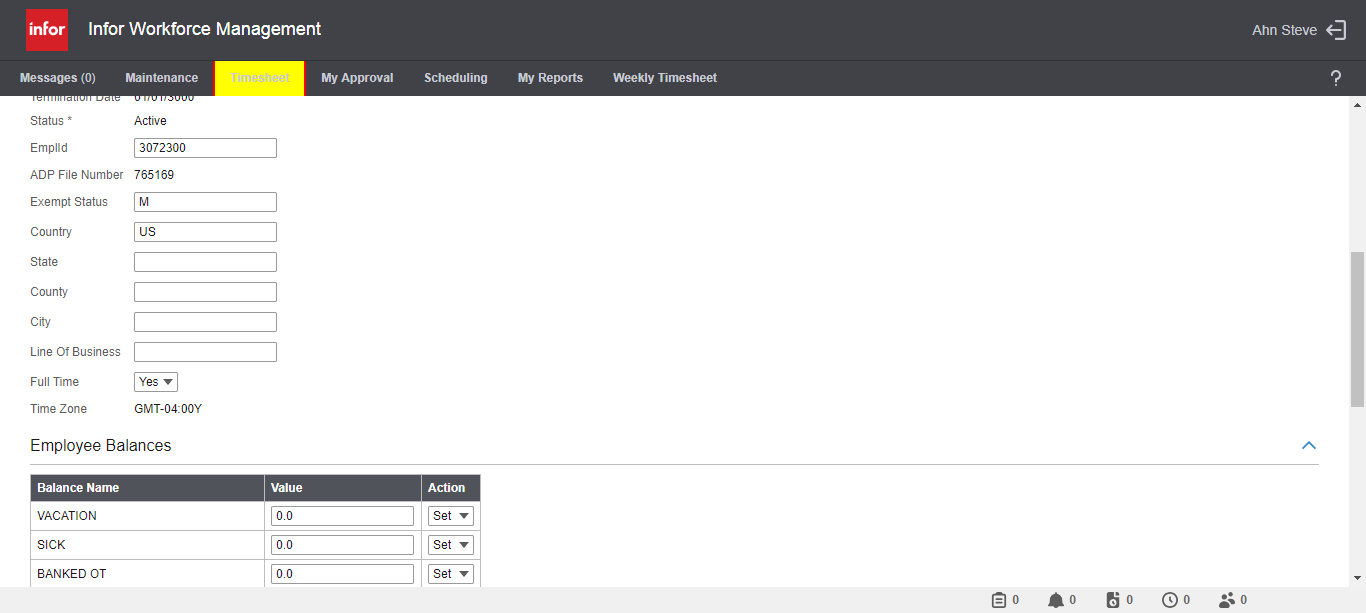 infor Infor Workforce Management Ahn Steve
Messages (0) Maintenance Timesheet My Approval Scheduling My Reports Weekly Timesheet ?
Termination Date 01/01/3000
Status * Active
EmplId 3072300
ADP File Number 765169
Exempt Status M
Country US
State
County
City
Line Of Business
Full Time Yes
Time Zone GMT-04:00Y
Employee Balances
Balance Name Value Action
VACATION 0.0 Set
SICK 0.0 Set
BANKED OT 0.0 Set
0 0 0 0 0